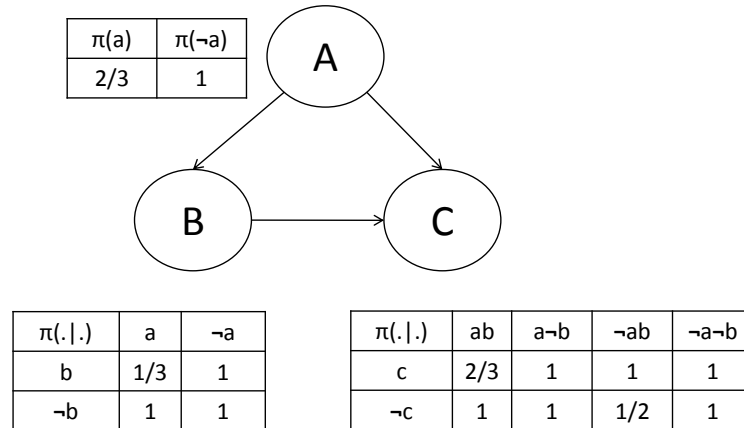 π(a) π(¬a)
2/3 1
A
B
C
π(.|.) a ¬a
b 1/3 1
¬b 1 1
π(.|.) ab a¬b ¬ab ¬a¬b
c 2/3 1 1 1
¬c 1 1 1/2 1